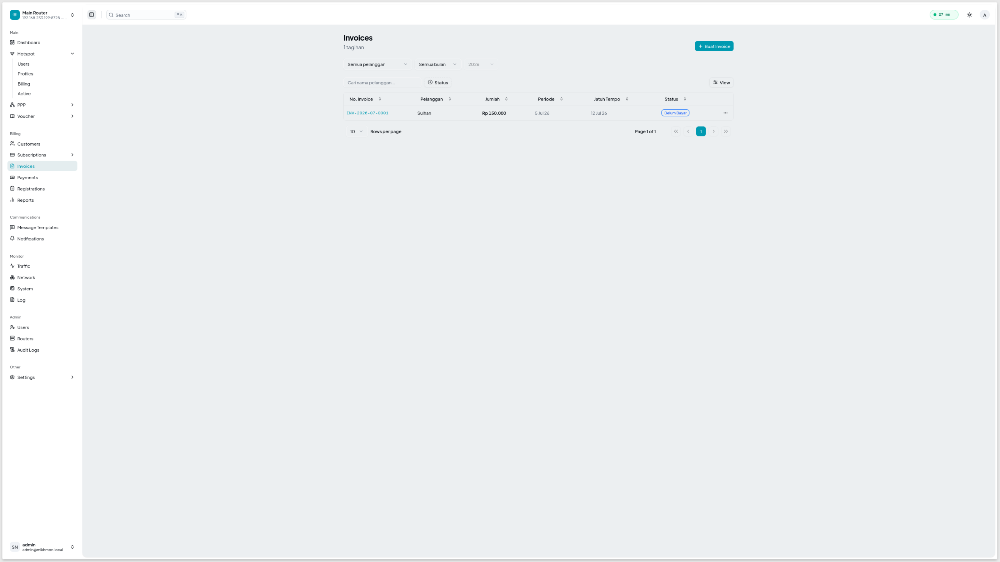 Main Router
192.168.233.199:8728 — ...
Search
⌘ K
27 ms
A
Main
Dashboard
Hotspot
Users
Profiles
Billing
Active
PPP
Voucher
Billing
Customers
Subscriptions
Invoices
Payments
Registrations
Reports
Communications
Message Templates
Notifications
Monitor
Traffic
Network
System
Log
Admin
Users
Routers
Audit Logs
Other
Settings
SN
admin
admin@mikhmon.local
Invoices
1 tagihan
+ Buat Invoice
Semua pelanggan
Semua bulan
2026
Cari nama pelanggan...
Status
View
No. Invoice Pelanggan Jumlah Periode Jatuh Tempo Status
INV-2026-07-0001 Sulhan Rp 150.000 5 Jul 26 12 Jul 26 Belum Bayar
10 Rows per page
Page 1 of 1
1